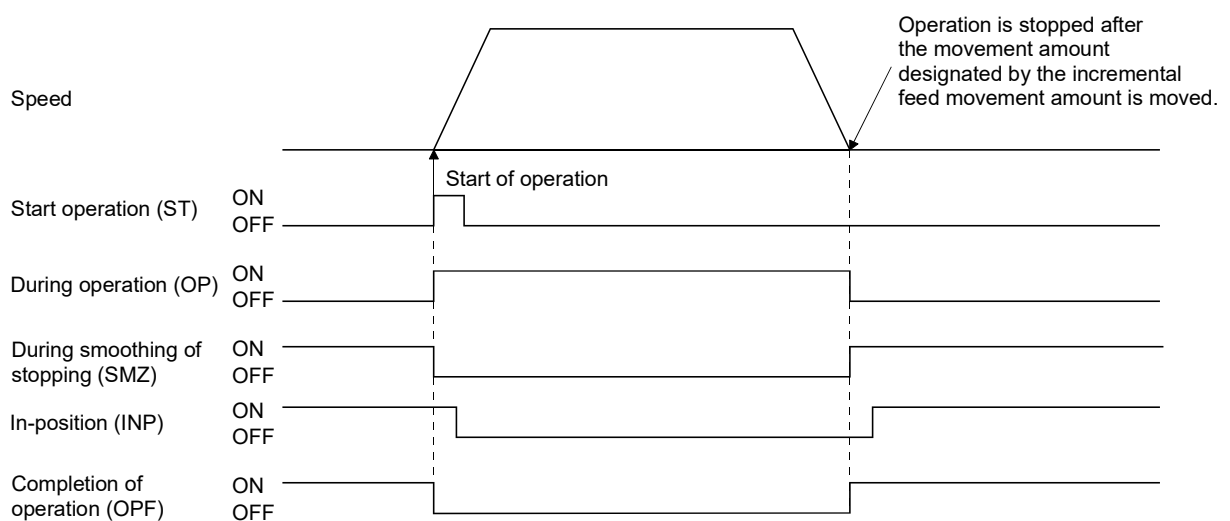 Operation is stopped after
the movement amount
designated by the incremental
feed movement amount is moved.
Speed
Start of operation
Start operation (ST)
ON
OFF
During operation (OP)
ON
OFF
During smoothing of
stopping (SMZ)
ON
OFF
In-position (INP)
ON
OFF
Completion of
operation (OPF)
ON
OFF